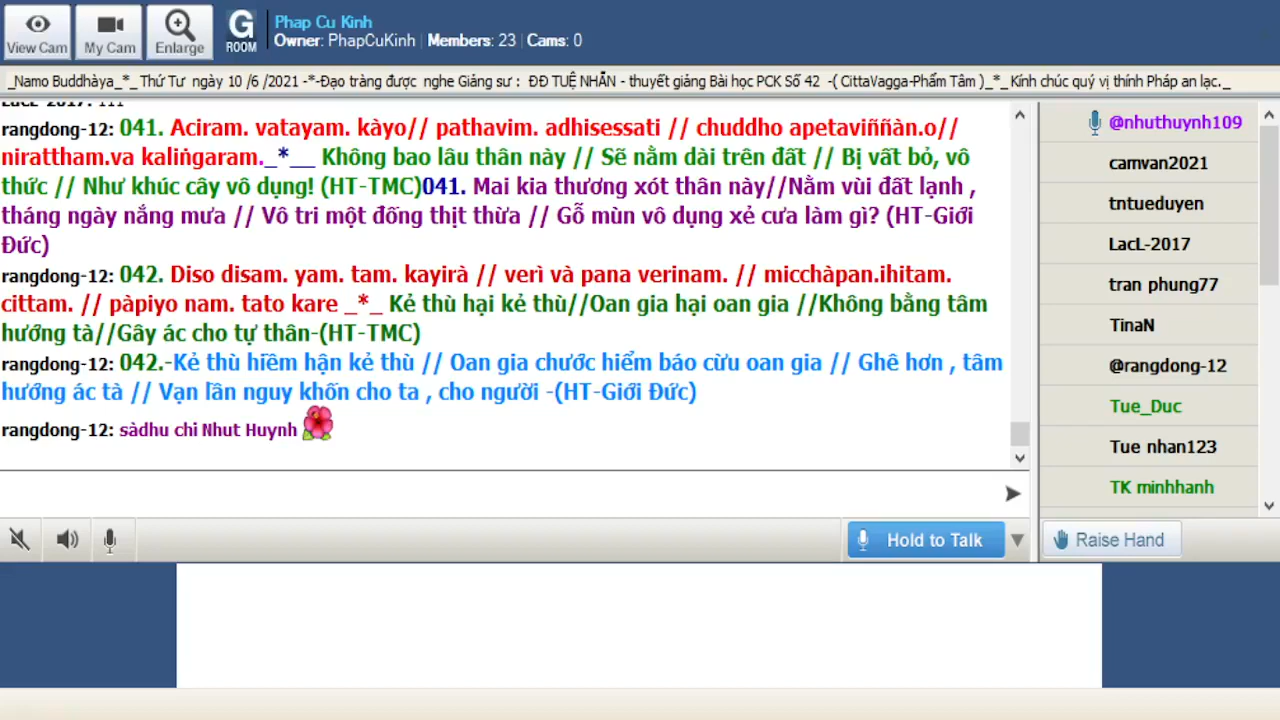 Phap Cu Kinh
View Cam My Cam Enlarge G ROOM Owner: PhapCuKinh Members: 23 Cams: 0
_Namo Buddhàya_*_ Thứ Tư ngày 10 /6 /2021 -*-Đạo tràng được nghe Giảng sư : ĐĐ TUỆ NHẪN - thuyết giảng Bài học PCK Số 42 -( CittaVagga-Phẩm Tâm )_*_Kính chúc quý vị thính Pháp an lạc._
LacL-2017: 111
rangdong-12: 041. Aciram. vatayam. kàyo// pathavim. adhisessati // chuddho apetaviññàn.o//
nirattham.va kaliṅgaram._*__ Không bao lâu thân này // Sẽ nằm dài trên đất // Bị vất bỏ, vô
thức // Như khúc cây vô dụng! (HT-TMC)041. Mai kia thương xót thân này//Nằm vùi đất lạnh ,
tháng ngày nắng mưa // Vô tri một đống thịt thừa // Gỗ mùn vô dụng xẻ cưa làm gì? (HT-Giới
Đức)
rangdong-12: 042. Diso disam. yam. tam. kayirà // verì và pana verinam. // micchàpan.ihitam.
cittam. // pàpiyo nam. tato kare _*_ Kẻ thù hại kẻ thù//Oan gia hại oan gia //Không bằng tâm
hướng tà//Gây ác cho tự thân-(HT-TMC)
rangdong-12: 042.-Kẻ thù hiềm hận kẻ thù // Oan gia chước hiểm báo cừu oan gia // Ghê hơn , tâm
hướng ác tà // Vạn lần nguy khốn cho ta , cho người -(HT-Giới Đức)
rangdong-12: sàdhu chi Nhut Huynh
@nhuthuynh109
camvan2021
tntueduyen
LacL-2017
tran phung77
TinaN
@rangdong-12
Tue_Duc
Tue nhan123
TK minhhanh
Hold to Talk
Raise Hand